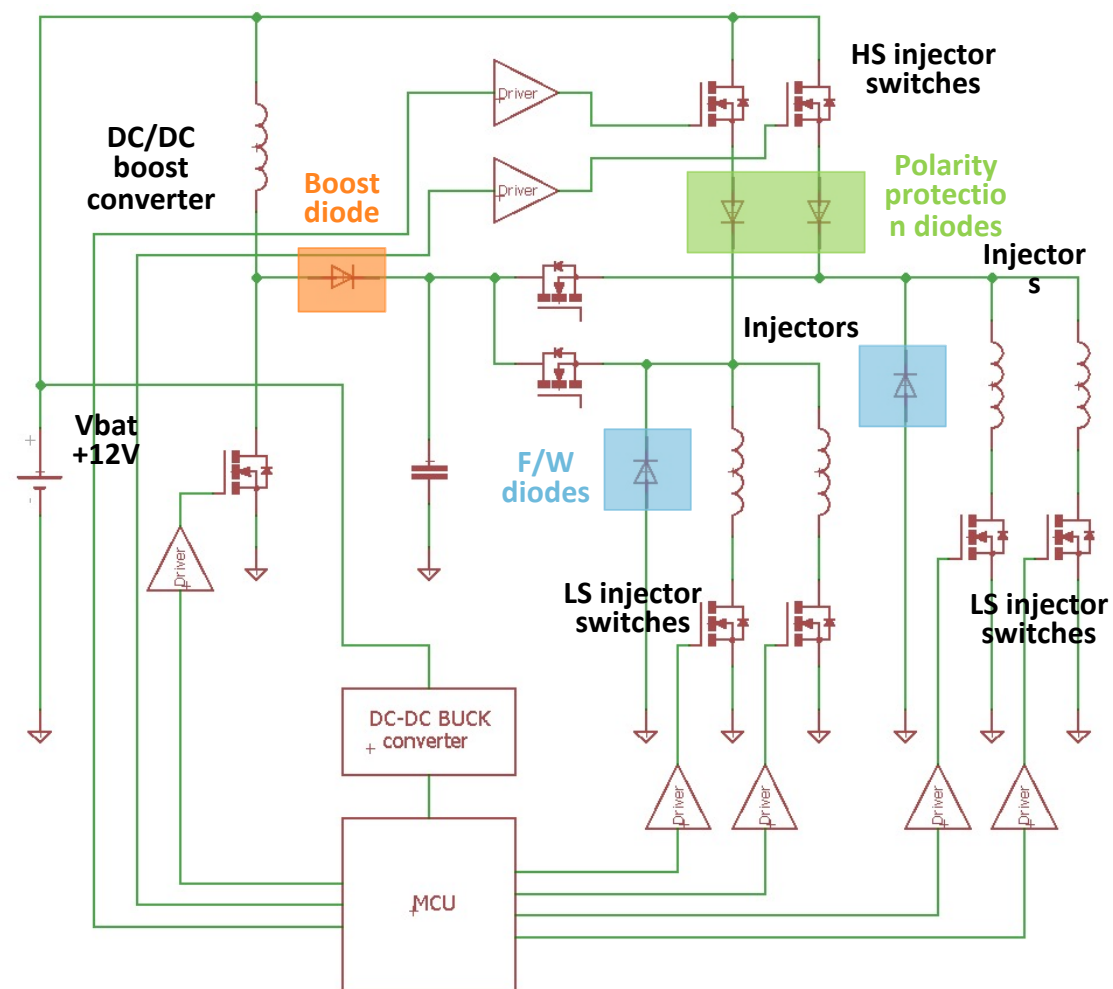 HS injector
switches
Driver
DC/DC
boost
converter
Boost
diode
Driver
Polarity
protectio
n diodes
Injector
s
Injectors
Vbat
+12V
+
-
F/W
diodes
Driver
LS injector
switches
LS injector
switches
DC-DC BUCK
converter
Driver
Driver
Driver
Driver
MCU